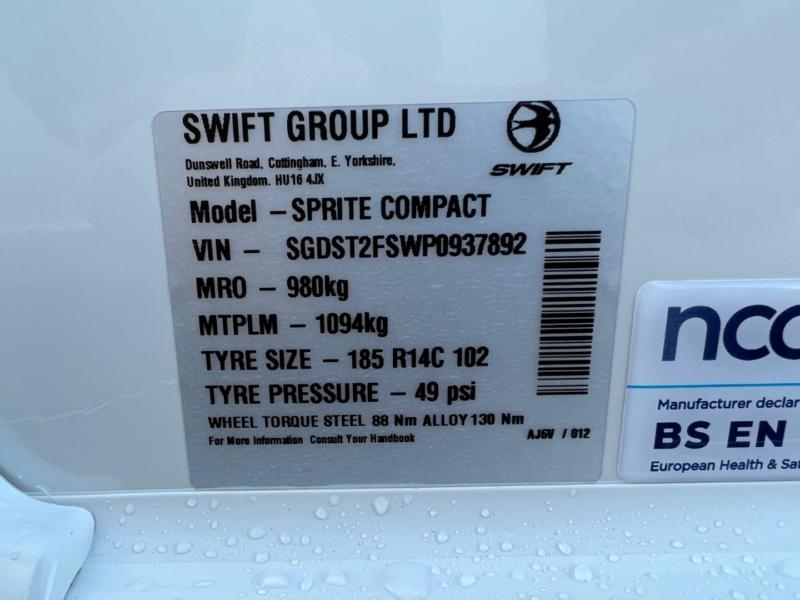 SWIFT GROUP LTD
Dunswell Road, Cottingham, E. Yorkshire,
United Kingdom. HU16 4JX
SWIFT
Model – SPRITE COMPACT
VIN – SGDST2FSWP0937892
MRO – 980kg
MTPLM – 1094kg
TYRE SIZE – 185 R14C 102
TYRE PRESSURE – 49 psi
WHEEL TORQUE STEEL 88 Nm ALLOY 130 Nm
For More Information Consult Your Handbook
AJ6V / 012
ncc
Manufacturer declar
BS EN
European Health & Saf